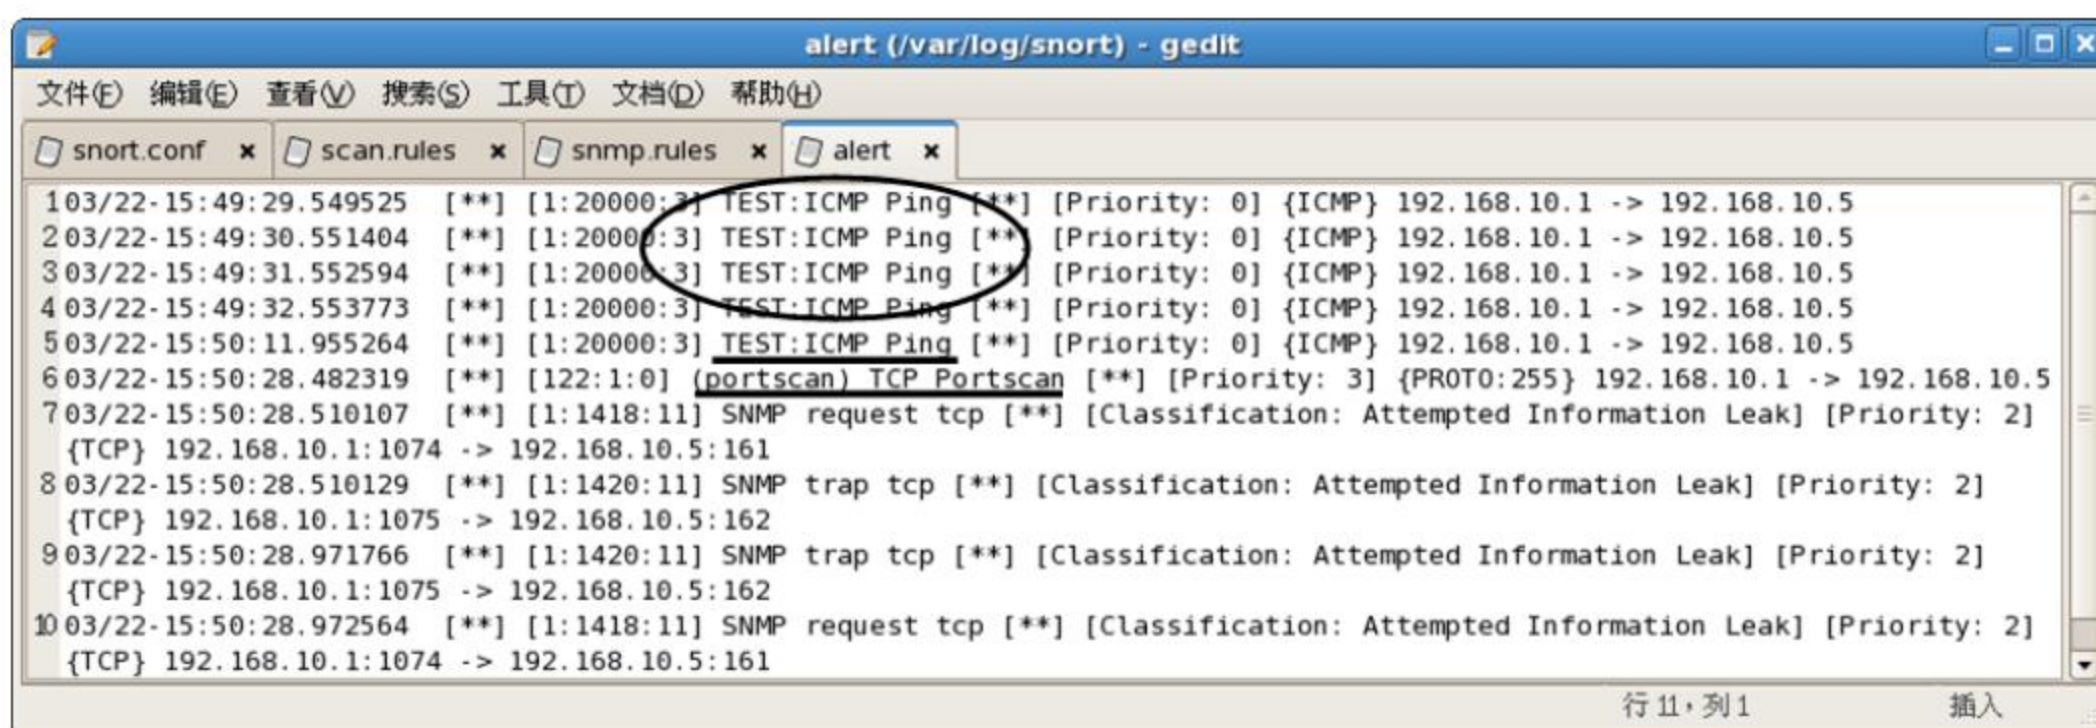 alert (/var/log/snort) - gedit
文件(F) 编辑(E) 查看(V) 搜索(S) 工具(T) 文档(D) 帮助(H)
snort.conf scan.rules snmp.rules alert
1 03/22-15:49:29.549525 [**] [1:20000:3] TEST:ICMP Ping [**] [Priority: 0] {ICMP} 192.168.10.1 -> 192.168.10.5
2 03/22-15:49:30.551404 [**] [1:20000:3] TEST:ICMP Ping [**] [Priority: 0] {ICMP} 192.168.10.1 -> 192.168.10.5
3 03/22-15:49:31.552594 [**] [1:20000:3] TEST:ICMP Ping [**] [Priority: 0] {ICMP} 192.168.10.1 -> 192.168.10.5
4 03/22-15:49:32.553773 [**] [1:20000:3] TEST:ICMP Ping [**] [Priority: 0] {ICMP} 192.168.10.1 -> 192.168.10.5
5 03/22-15:50:11.955264 [**] [1:20000:3] TEST:ICMP Ping [**] [Priority: 0] {ICMP} 192.168.10.1 -> 192.168.10.5
6 03/22-15:50:28.482319 [**] [122:1:0] (portscan) TCP Portscan [**] [Priority: 3] {PROTO:255} 192.168.10.1 -> 192.168.10.5
7 03/22-15:50:28.510107 [**] [1:1418:11] SNMP request tcp [**] [Classification: Attempted Information Leak] [Priority: 2]
{TCP} 192.168.10.1:1074 -> 192.168.10.5:161
8 03/22-15:50:28.510129 [**] [1:1420:11] SNMP trap tcp [**] [Classification: Attempted Information Leak] [Priority: 2]
{TCP} 192.168.10.1:1075 -> 192.168.10.5:162
9 03/22-15:50:28.971766 [**] [1:1420:11] SNMP trap tcp [**] [Classification: Attempted Information Leak] [Priority: 2]
{TCP} 192.168.10.1:1075 -> 192.168.10.5:162
10 03/22-15:50:28.972564 [**] [1:1418:11] SNMP request tcp [**] [Classification: Attempted Information Leak] [Priority: 2]
{TCP} 192.168.10.1:1074 -> 192.168.10.5:161
行 11，列 1 插入